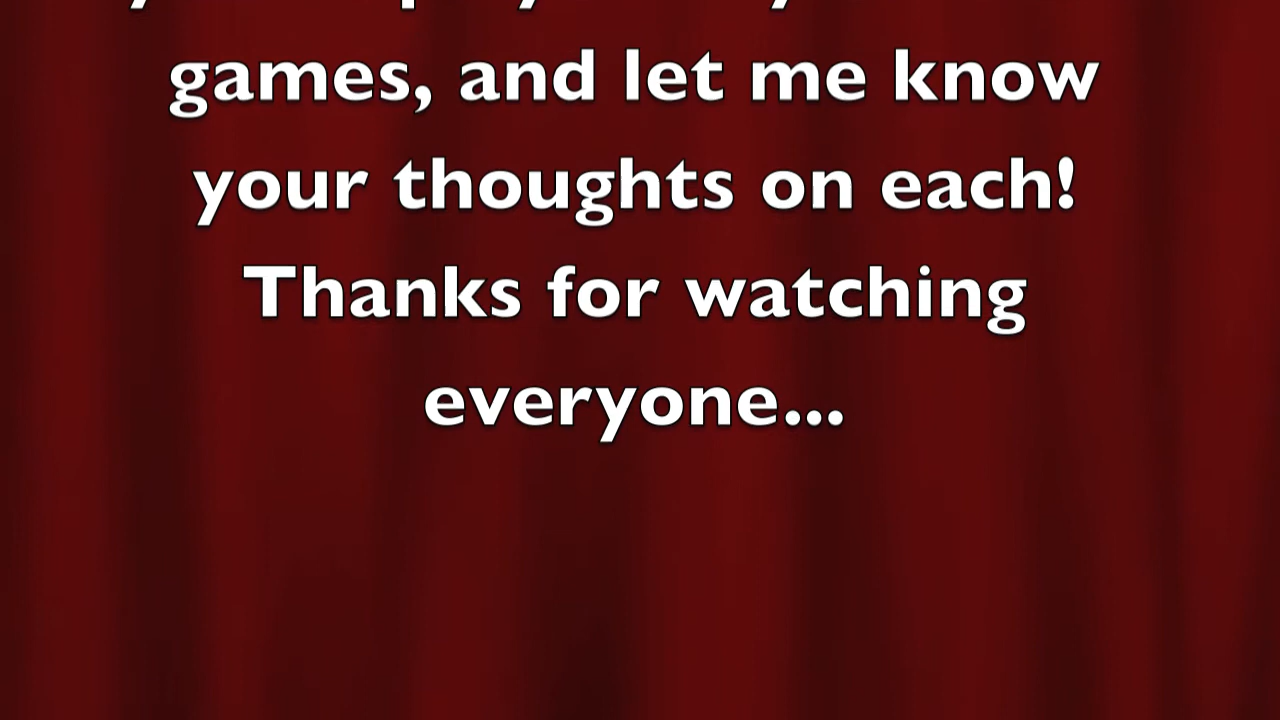 games, and let me know
your thoughts on each!
Thanks for watching
everyone...